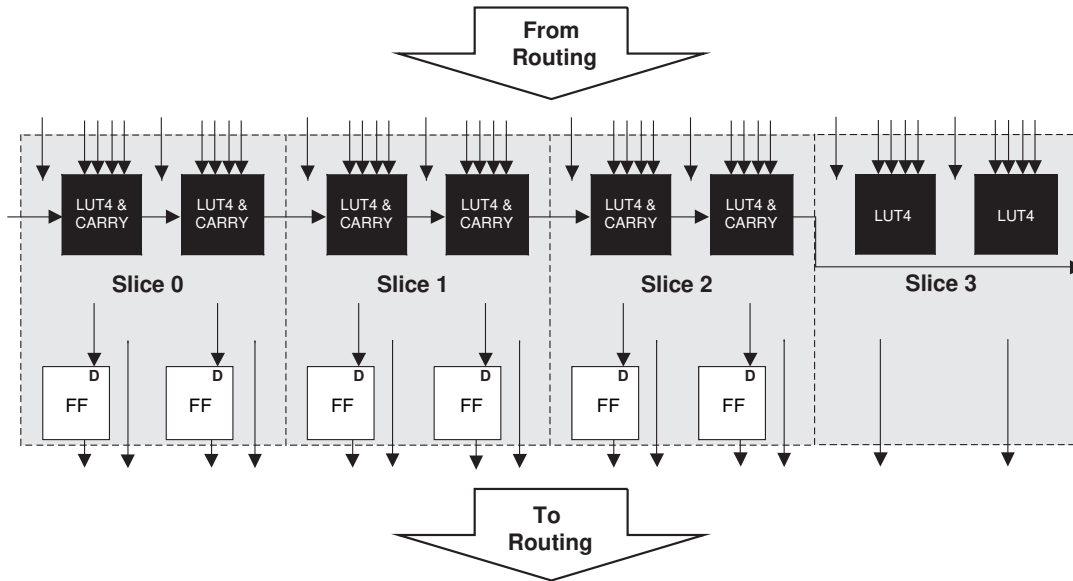 From
Routing
LUT4 &
CARRY
LUT4 &
CARRY
LUT4 &
CARRY
LUT4 &
CARRY
LUT4 &
CARRY
LUT4 &
CARRY
LUT4
LUT4
Slice 0
Slice 1
Slice 2
Slice 3
D
FF
D
FF
D
FF
D
FF
D
FF
D
FF
To
Routing